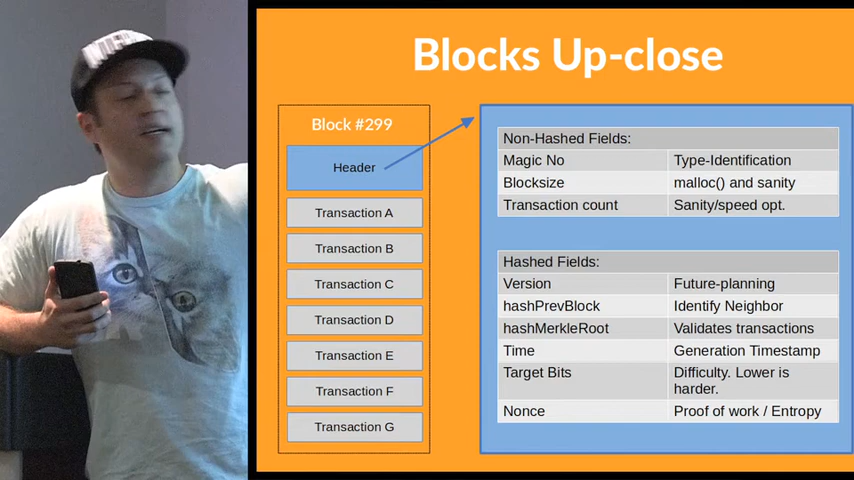 Blocks Up-close
Block #299
Header
Transaction A
Transaction B
Transaction C
Transaction D
Transaction E
Transaction F
Transaction G
Non-Hashed Fields:
Magic No Type-Identification
Blocksize malloc() and sanity
Transaction count Sanity/speed opt.
Hashed Fields:
Version Future-planning
hashPrevBlock Identify Neighbor
hashMerkleRoot Validates transactions
Time Generation Timestamp
Target Bits Difficulty. Lower is
harder.
Nonce Proof of work / Entropy